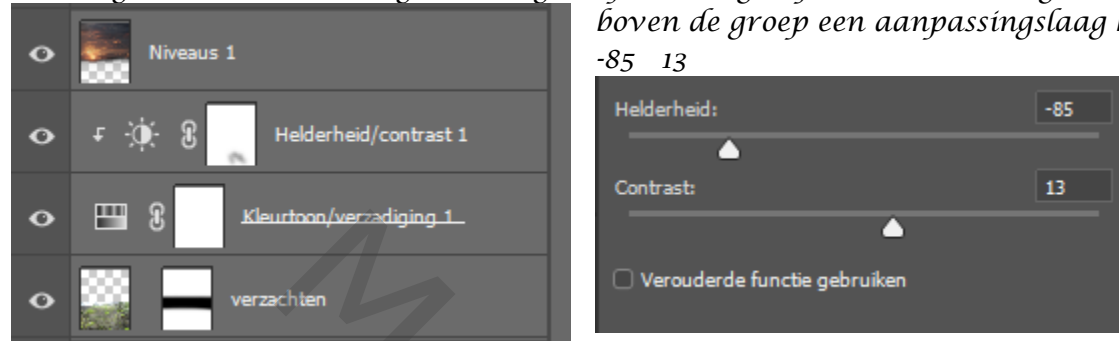 boven de groep een aanpassingslaag
-85 13
Niveaus 1
Helderheid/contrast 1
Kleurtoon/verzadiging 1
verzachten
Helderheid:
-85
Contrast:
13
Verouderde functie gebruiken
M